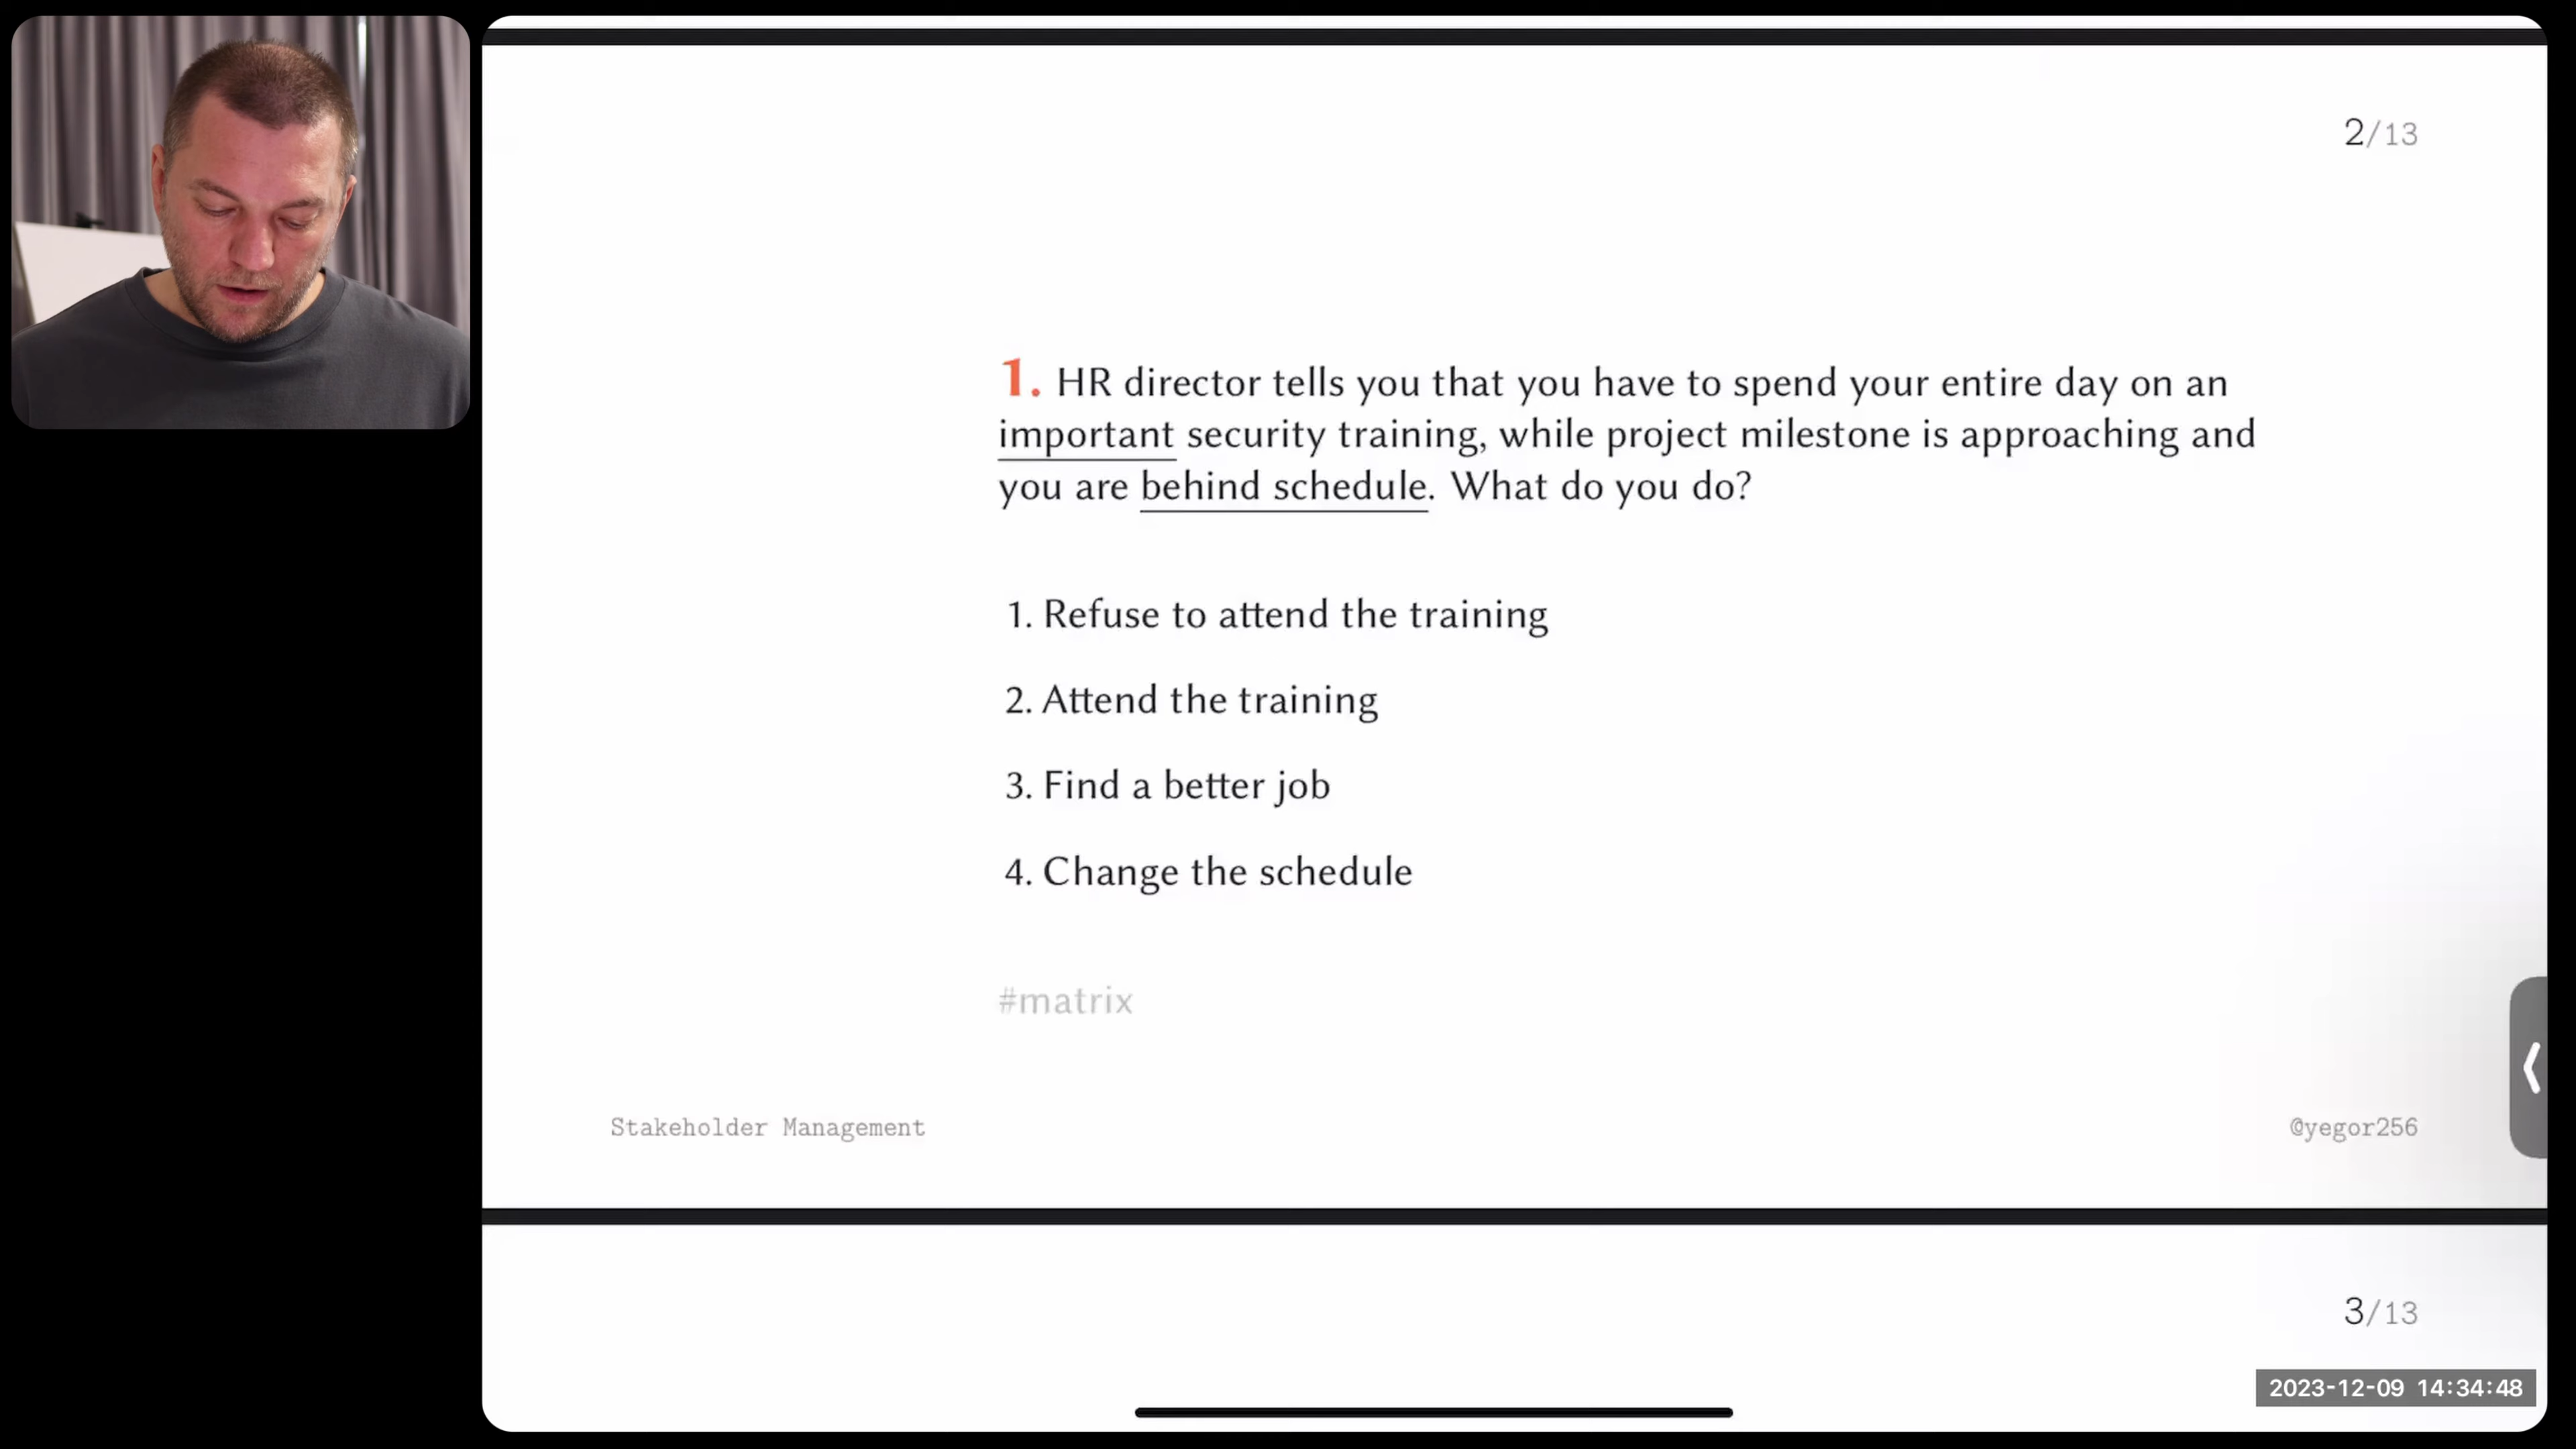 2/13
1. HR director tells you that you have to spend your entire day on an
important security training, while project milestone is approaching and
you are behind schedule. What do you do?
1. Refuse to attend the training
2. Attend the training
3. Find a better job
4. Change the schedule
#matrix
Stakeholder Management
@yegor256
3/13
2023-12-09 14:34:48